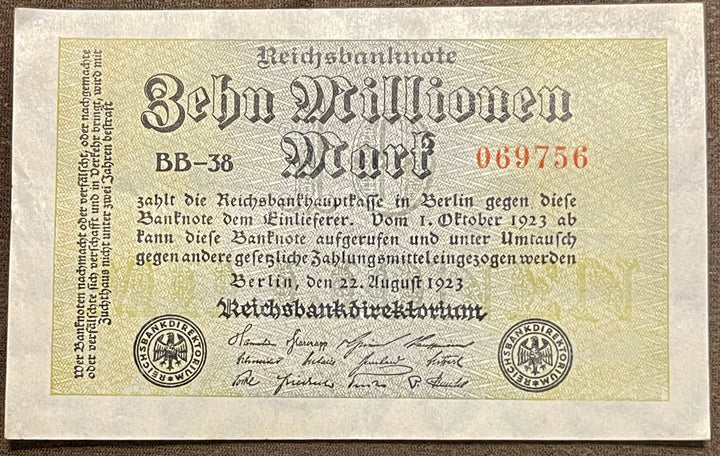 Reichsbanknote
Zehn Millionen
Mark
BB-38
069756
zahlt die Reichsbankhauptkasse in Berlin gegen diese
Banknote dem Einlieferer. Vom 1. Oktober 1923 ab
kann diese Banknote aufgerufen und unter Umtausch
gegen andere gesetzliche Zahlungsmittel eingezogen werden
Berlin, den 22. August 1923
Reichsbankdirektorium
REICHSBANKDIREKTORIUM
REICHSBANKDIREKTORIUM
Wer Banknoten nachmacht oder verfälscht, oder nachgemachte
oder verfälschte sich verschafft und in Verkehr bringt, wird mit
Zuchthaus nicht unter zwei Jahren bestraft